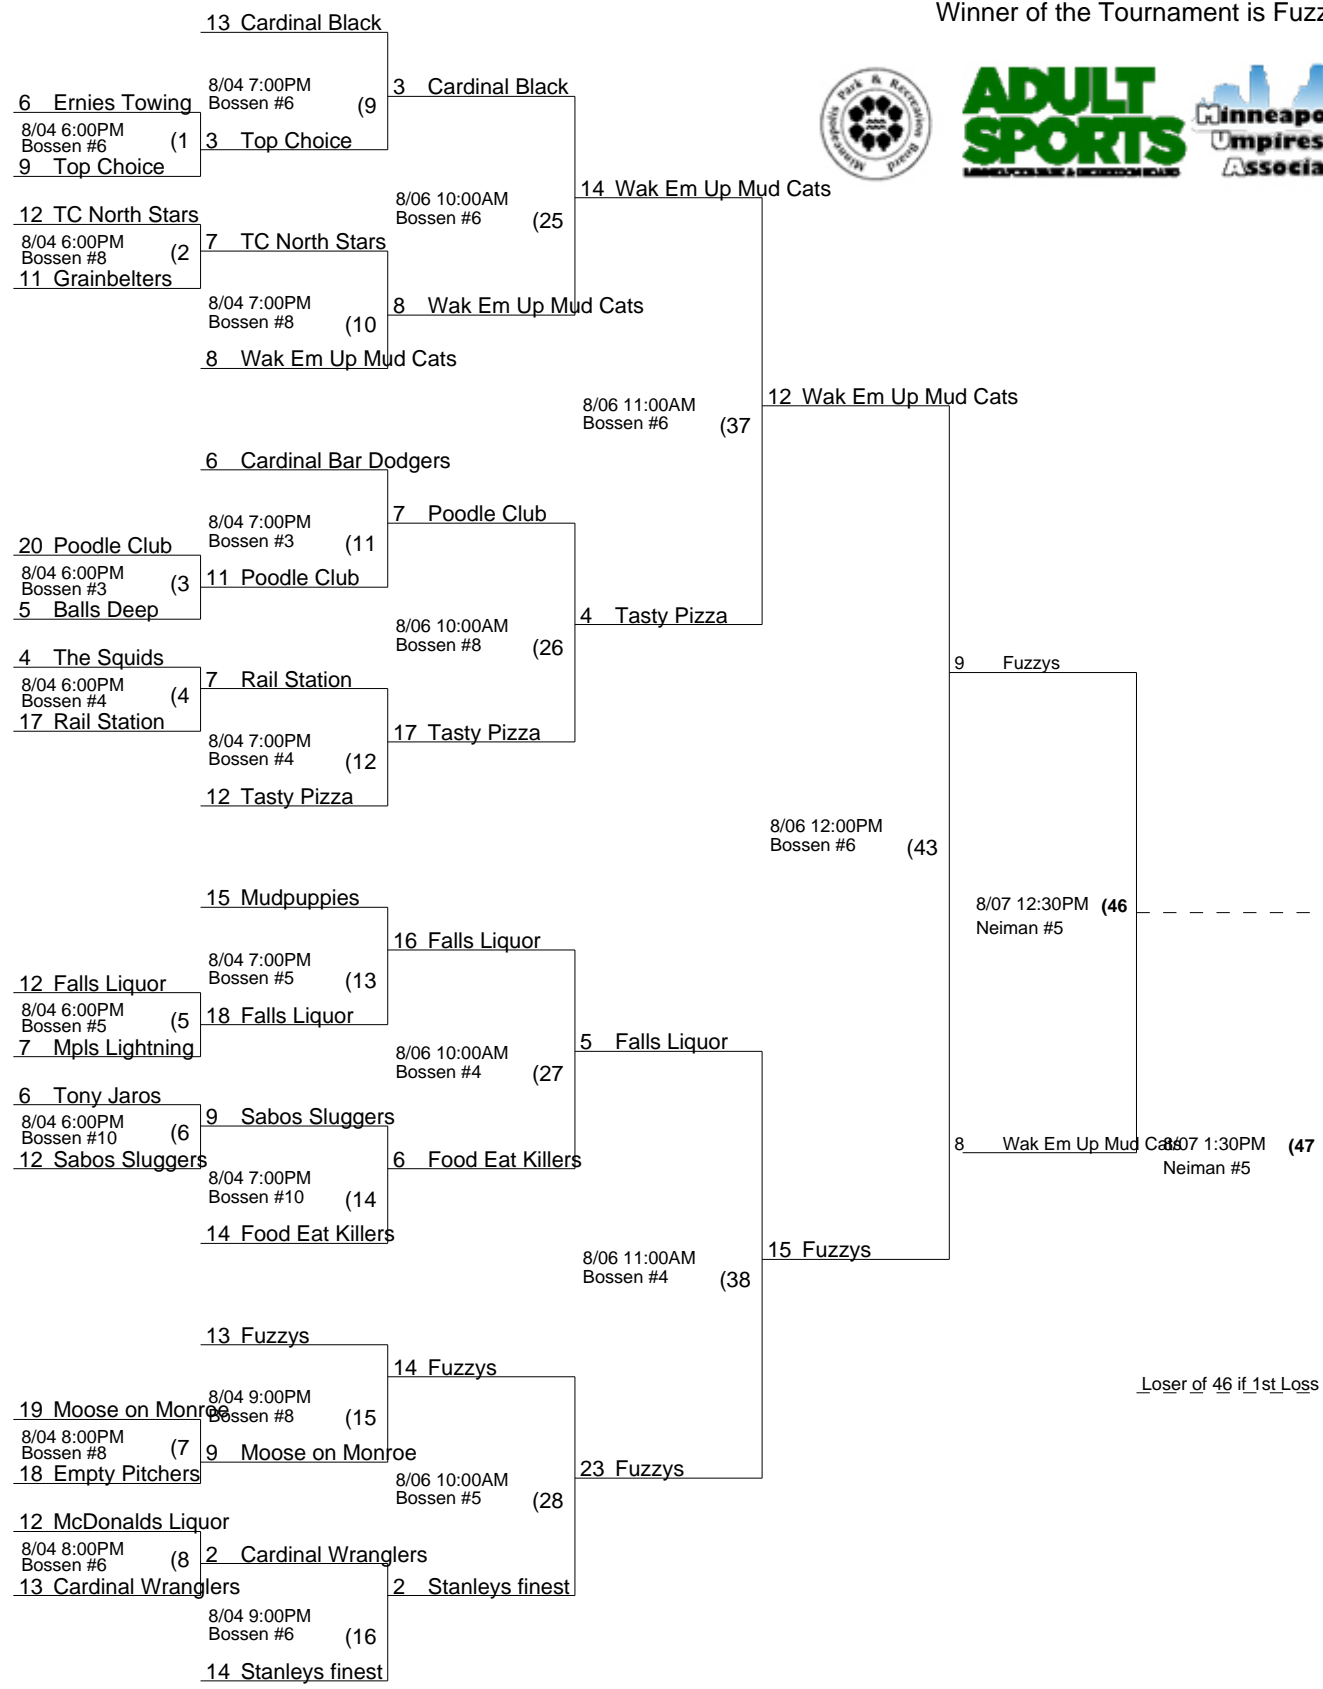 Winner of the Tournament is Fuzz
Minneapolis Park & Recreation Board
ADULT
SPORTS
MINNEAPOLIS PARK & RECREATION BOARD
Minneapo
Umpires
Associa
13 Cardinal Black
8/04 7:00PM
Bossen #6 (9
3 Cardinal Black
6 Ernies Towing
8/04 6:00PM
Bossen #6 (1
3 Top Choice
9 Top Choice
8/06 10:00AM
Bossen #6 (25
14 Wak Em Up Mud Cats
12 TC North Stars
8/04 6:00PM
Bossen #8 (2
7 TC North Stars
11 Grainbelters
8/04 7:00PM
Bossen #8 (10
8 Wak Em Up Mud Cats
8 Wak Em Up Mud Cats
8/06 11:00AM
Bossen #6 (37
12 Wak Em Up Mud Cats
6 Cardinal Bar Dodgers
8/04 7:00PM
Bossen #3 (11
7 Poodle Club
20 Poodle Club
8/04 6:00PM
Bossen #3 (3
11 Poodle Club
5 Balls Deep
8/06 10:00AM
Bossen #8 (26
4 Tasty Pizza
4 The Squids
8/04 6:00PM
Bossen #4 (4
7 Rail Station
17 Rail Station
8/04 7:00PM
Bossen #4 (12
17 Tasty Pizza
12 Tasty Pizza
9 Fuzzys
8/06 12:00PM
Bossen #6 (43
15 Mudpuppies
8/04 7:00PM
Bossen #5 (13
16 Falls Liquor
8/07 12:30PM (46
Neiman #5
12 Falls Liquor
8/04 6:00PM
Bossen #5 (5
18 Falls Liquor
7 Mpls Lightning
8/06 10:00AM
Bossen #4 (27
5 Falls Liquor
6 Tony Jaros
8/04 6:00PM
Bossen #10 (6
9 Sabos Sluggers
12 Sabos Sluggers
8/04 7:00PM
Bossen #10 (14
6 Food Eat Killers
14 Food Eat Killers
8 Wak Em Up Mud Cats
8/07 1:30PM (47
Neiman #5
8/06 11:00AM
Bossen #4 (38
15 Fuzzys
13 Fuzzys
8/04 9:00PM
Bossen #8 (15
14 Fuzzys
Loser of 46 if 1st Loss
19 Moose on Monroe
8/04 8:00PM
Bossen #8 (7
9 Moose on Monroe
18 Empty Pitchers
8/06 10:00AM
Bossen #5 (28
23 Fuzzys
12 McDonalds Liquor
8/04 8:00PM
Bossen #6 (8
2 Cardinal Wranglers
13 Cardinal Wranglers
8/04 9:00PM
Bossen #6 (16
2 Stanleys finest
14 Stanleys finest